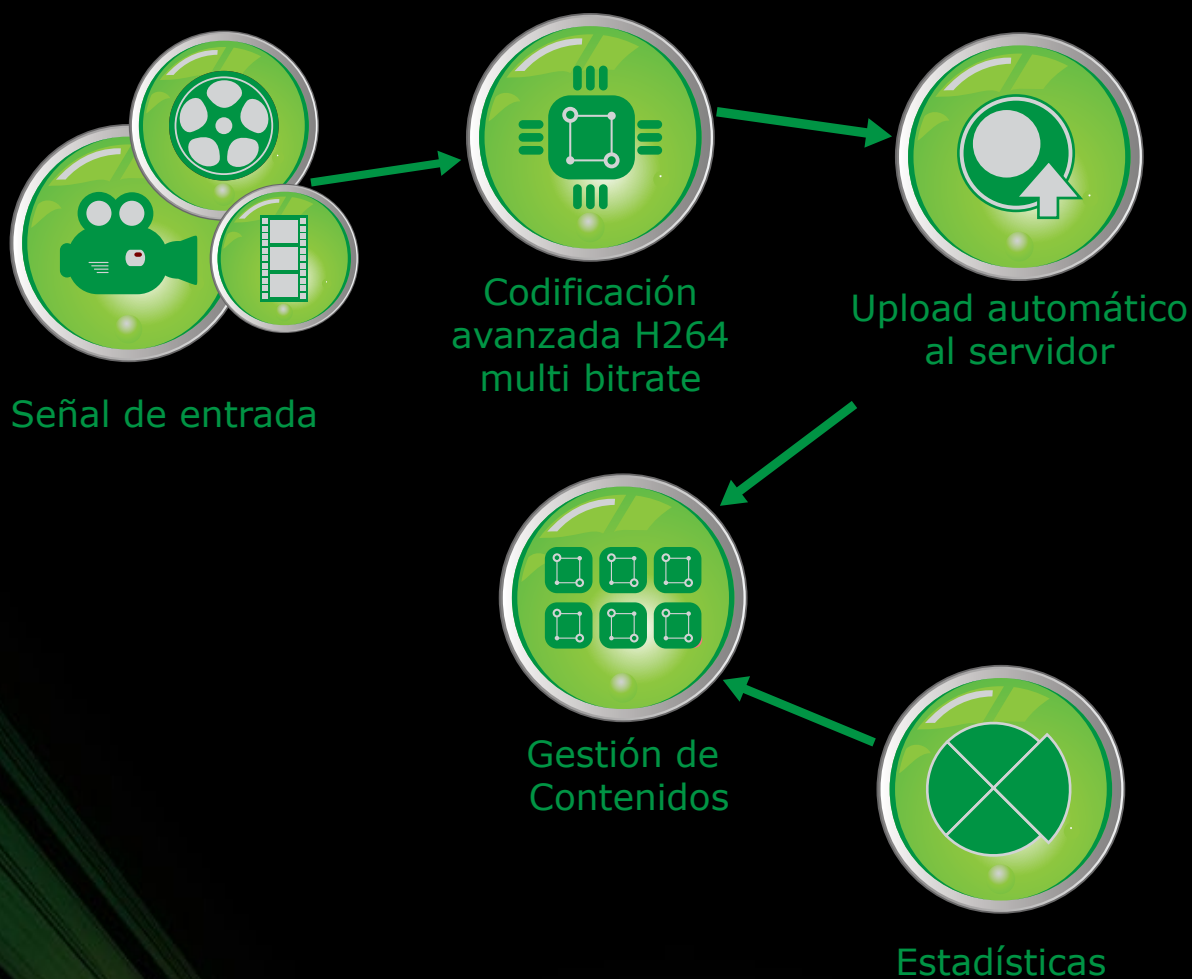 Señal de entrada
Codificación
avanzada H264
multi bitrate
Upload automático
al servidor
Gestión de
Contenidos
Estadísticas